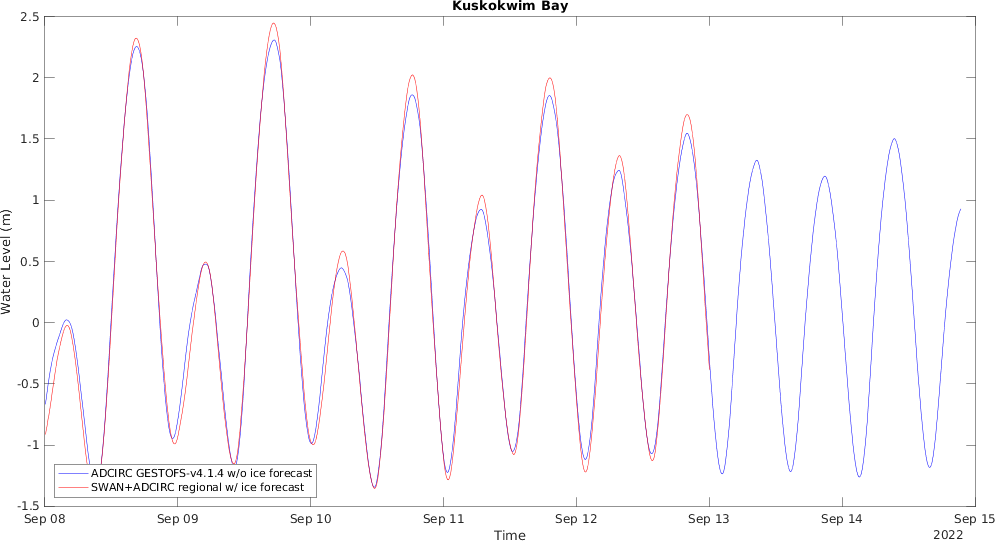 Kuskokwim Bay
2.5
2
1.5
1
0.5
0
-0.5
-1
-1.5
Water Level (m)
ADCIRC GESTOFS-v4.1.4 w/o ice forecast
SWAN+ADCIRC regional w/ ice forecast
Sep 08 Sep 09 Sep 10 Sep 11 Sep 12 Sep 13 Sep 14 Sep 15
Time
2022